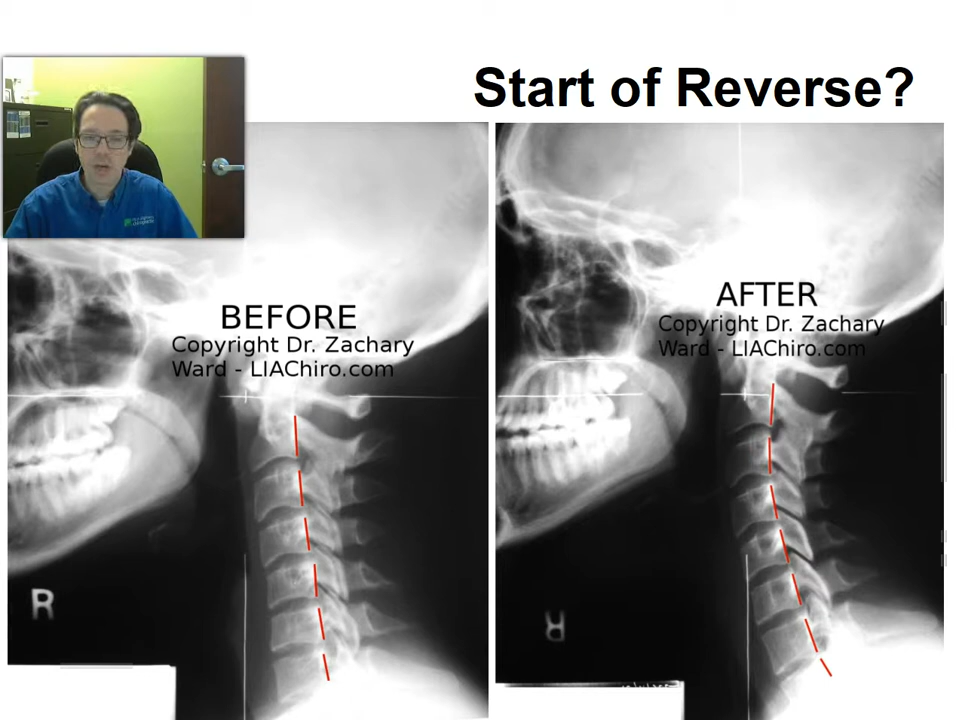 Start of Reverse?
BEFORE
Copyright Dr. Zachary
Ward - LIAChiro.com
AFTER
Copyright Dr. Zachary
Ward - LIAChiro.com
R
R